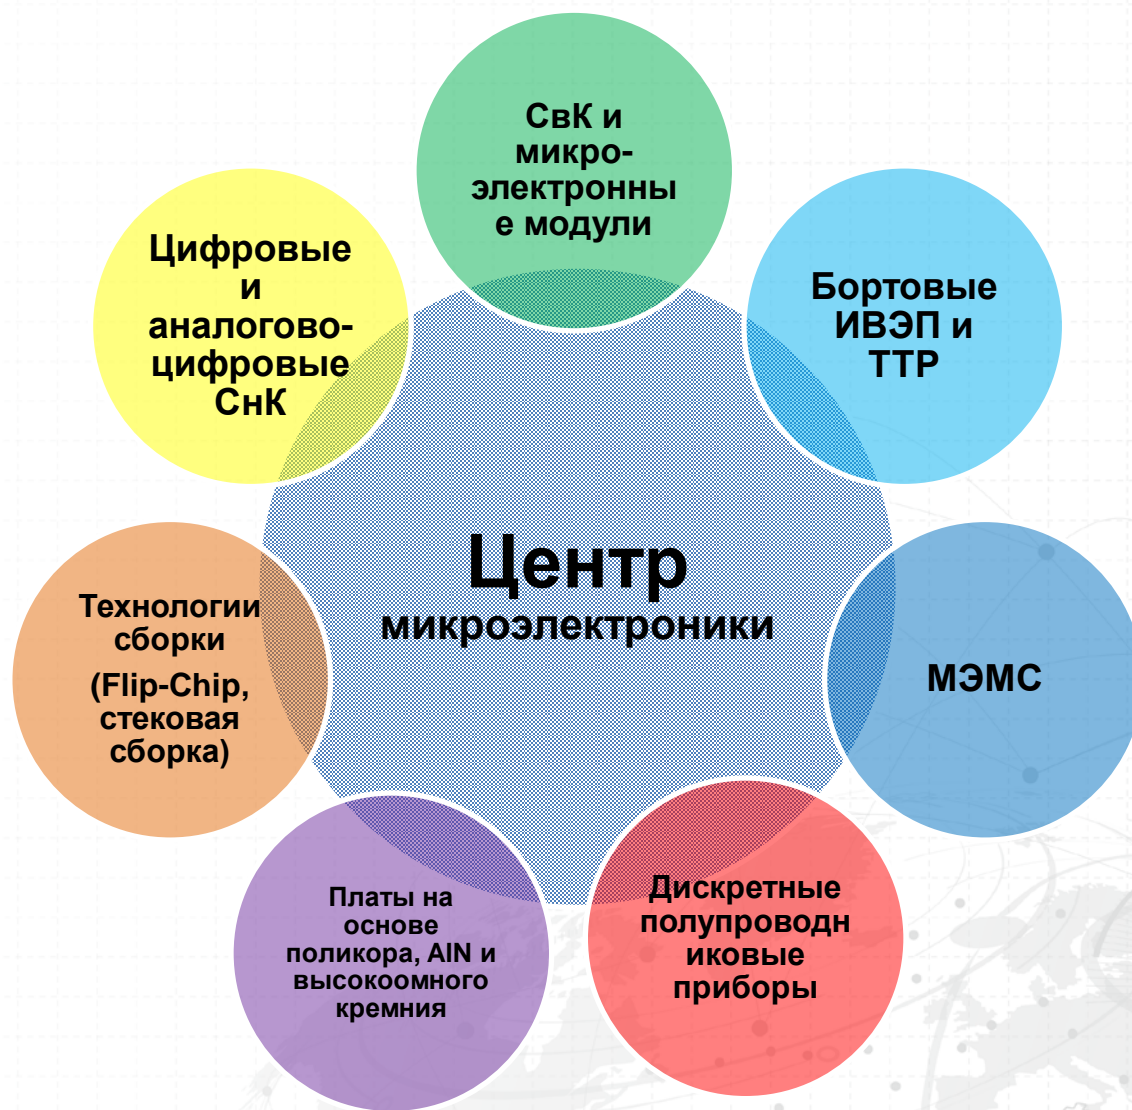 СвК и
микро-
электронны
е модули
Бортовые
ИВЭП и
ТТР
МЭМС
Дискретные
полупроводн
иковые
приборы
Платы на
основе
поликора, AlN и
высокоомного
кремния
Технологии
сборки
(Flip-Chip,
стековая
сборка)
Цифровые
и
аналогово-
цифровые
СнК
Центр
микроэлектроники